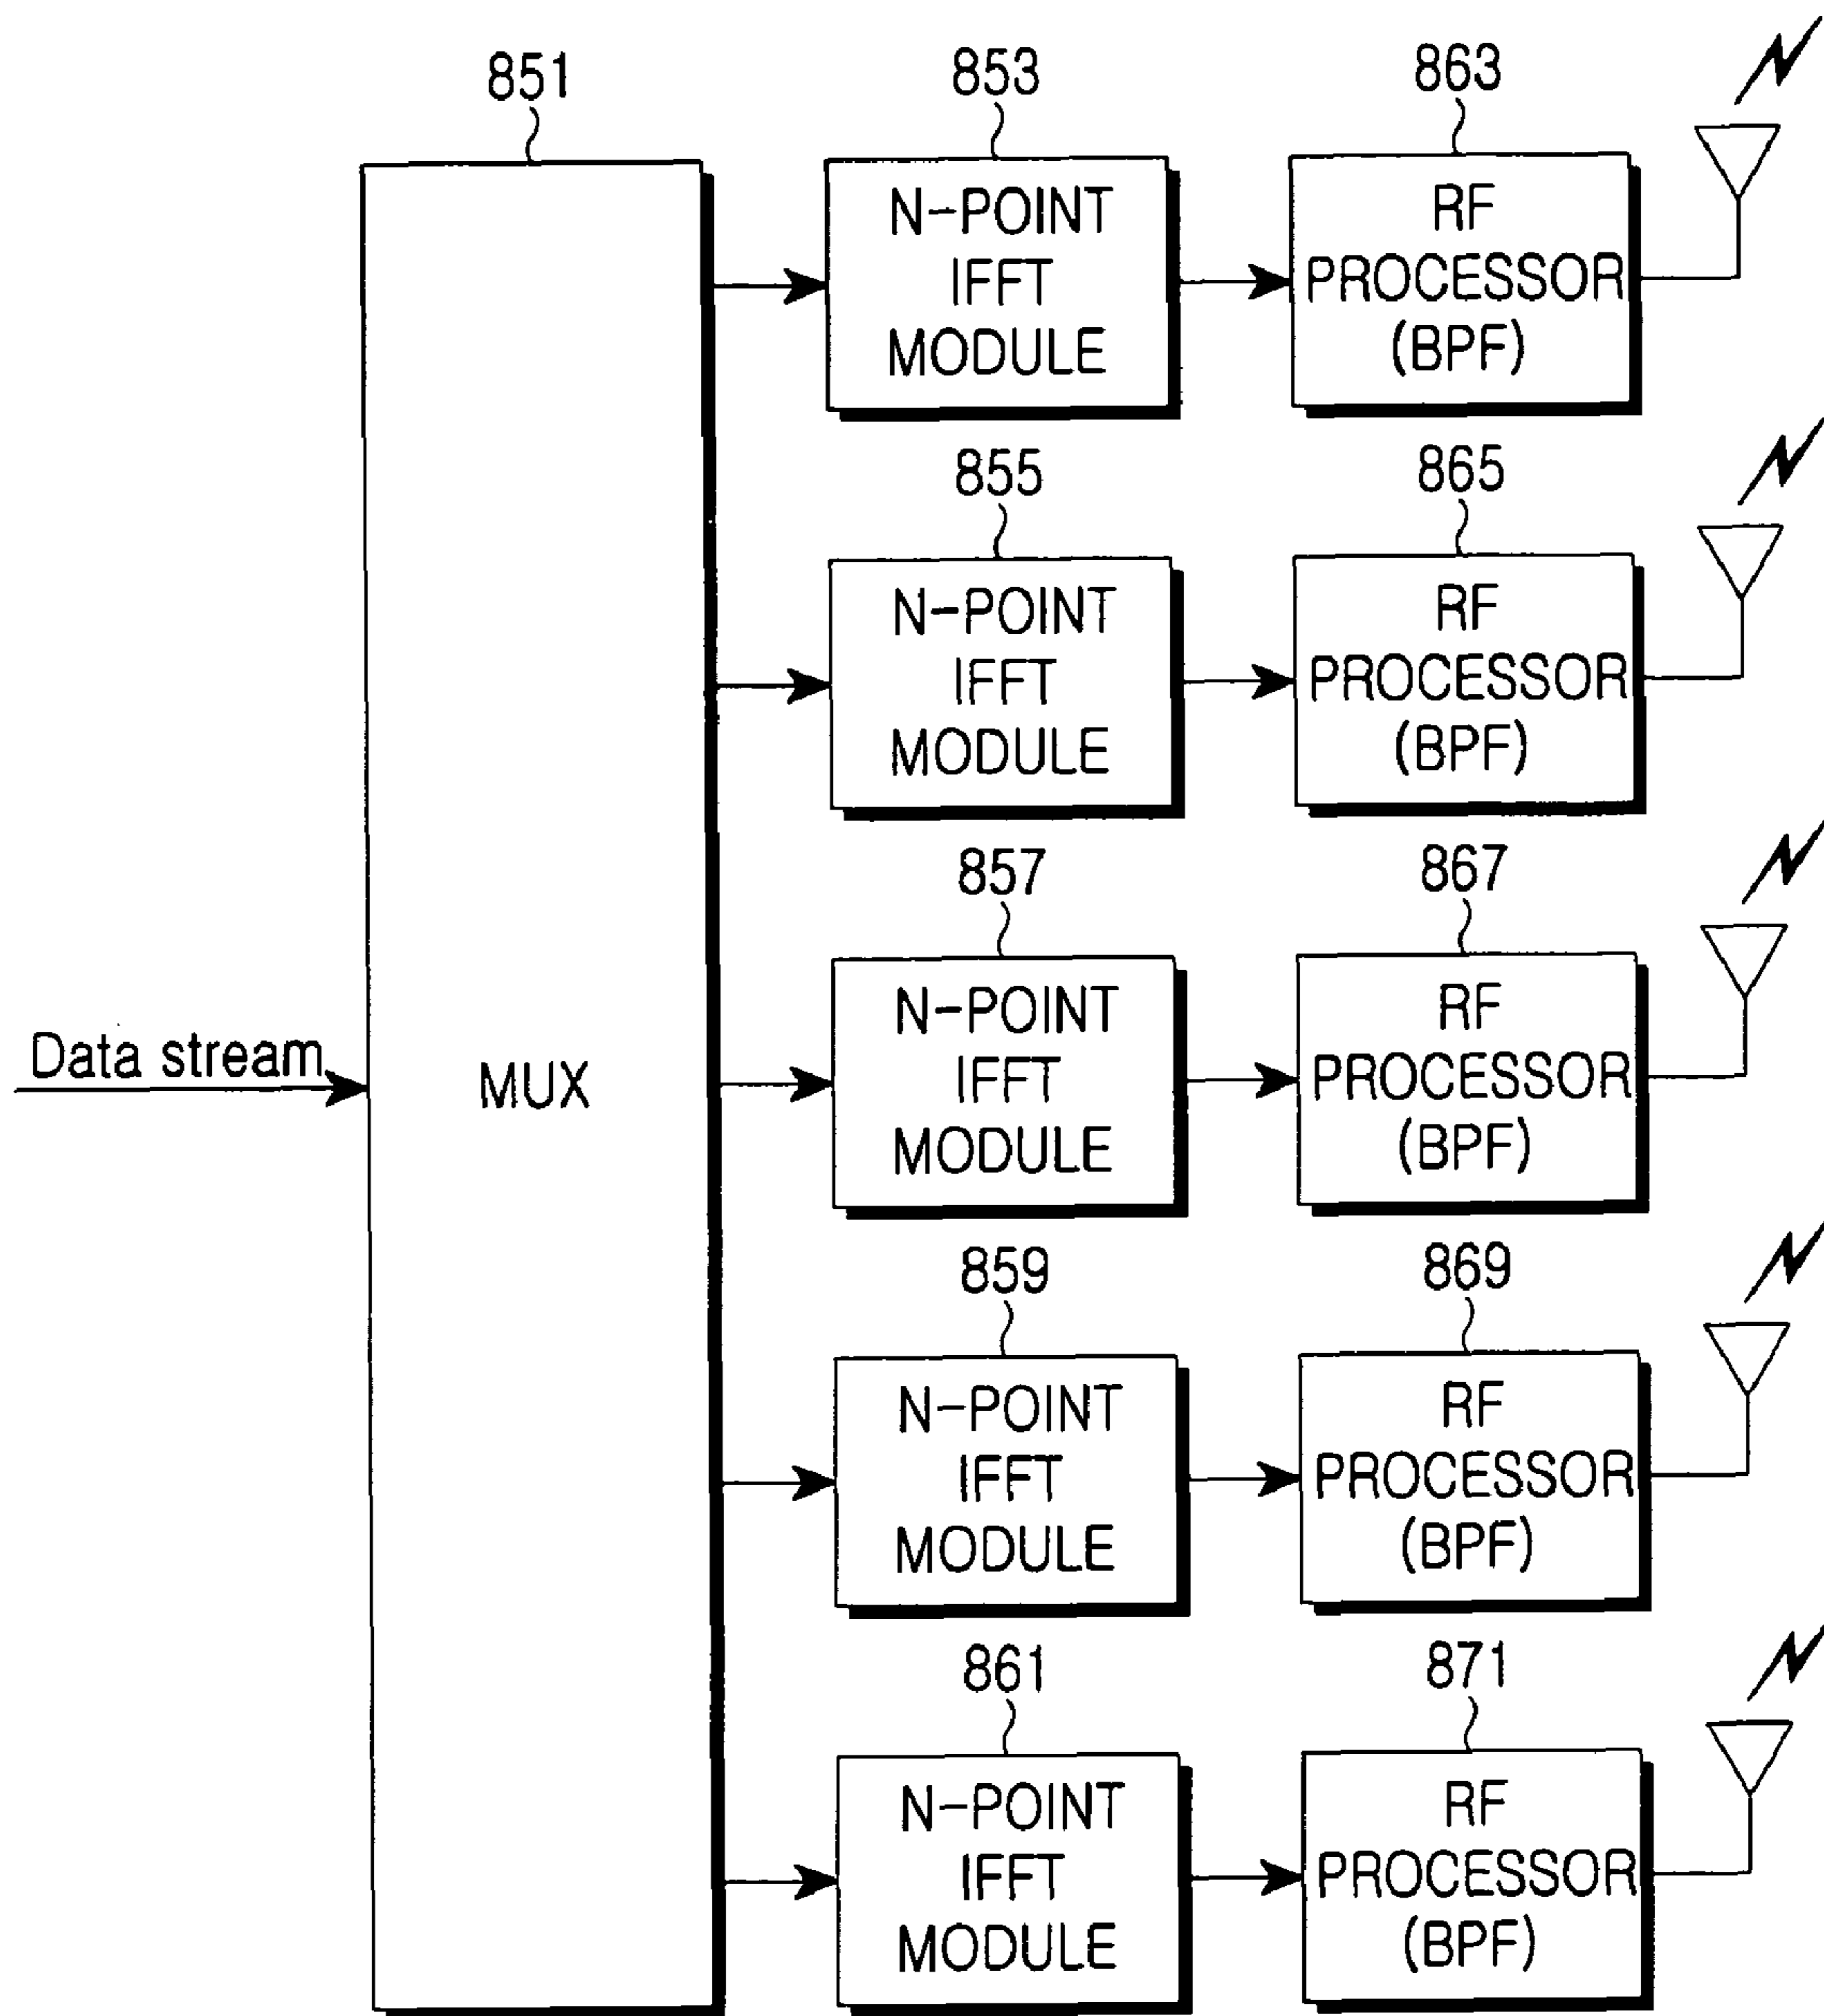 851
853
863
N-POINT
IFFT
MODULE
RF
PROCESSOR
(BPF)
855
865
N-POINT
IFFT
MODULE
RF
PROCESSOR
(BPF)
857
867
Data stream
MUX
N-POINT
IFFT
MODULE
RF
PROCESSOR
(BPF)
859
869
N-POINT
IFFT
MODULE
RF
PROCESSOR
(BPF)
861
871
N-POINT
IFFT
MODULE
RF
PROCESSOR
(BPF)